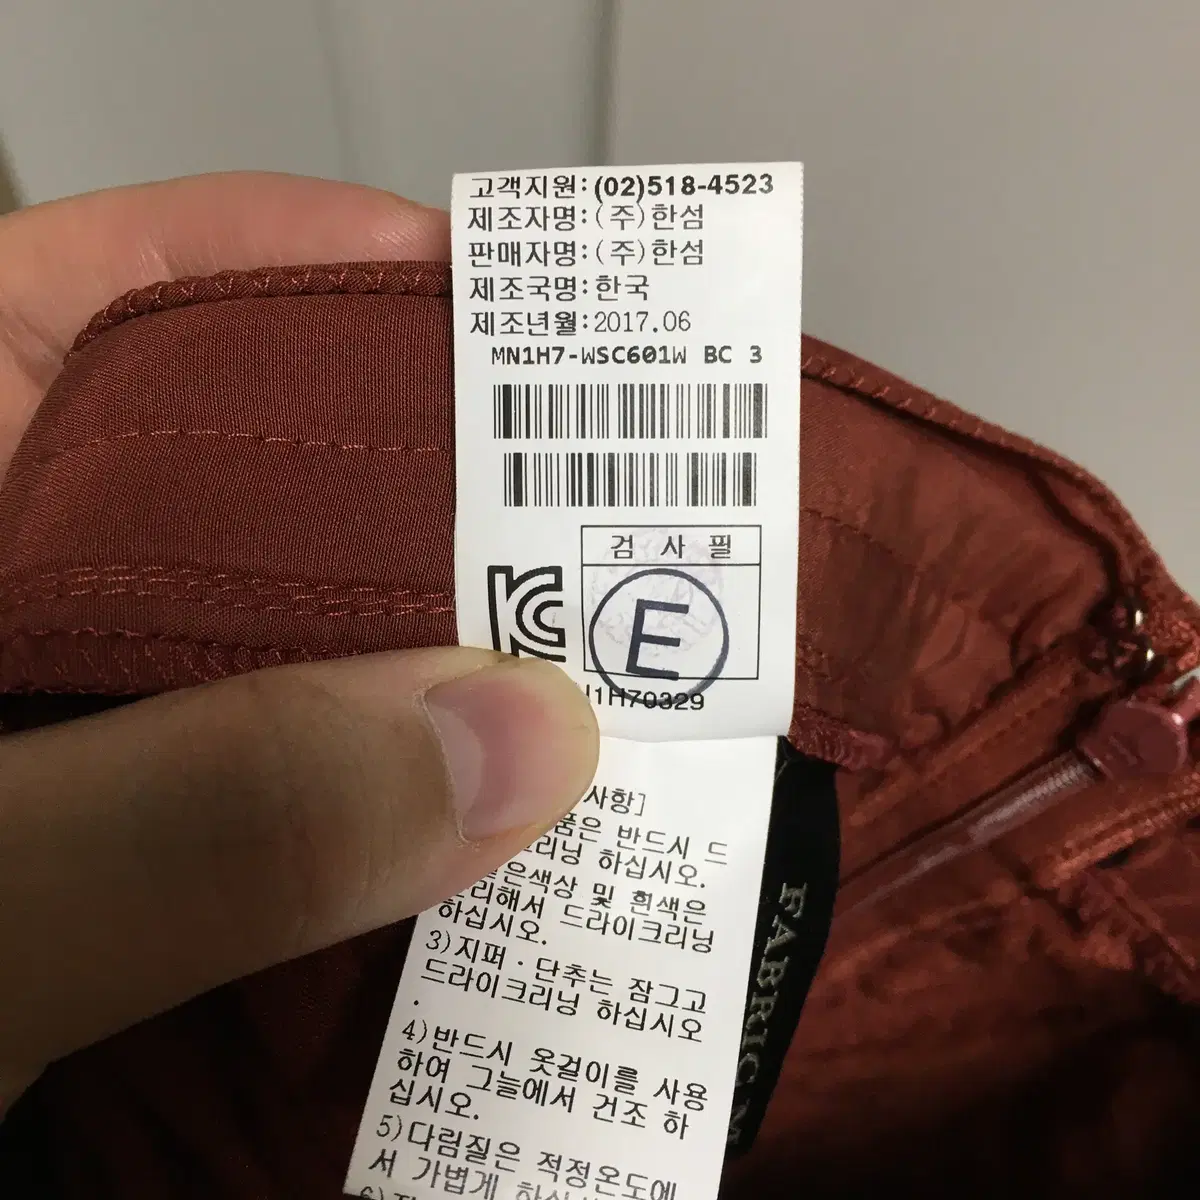 고객지원:(02)518-4523
제조자명:(주)한섬
판매자명:(주)한섬
제조국명:한국
제조년월:2017.06
MN1H7-WSC601W BC 3
검 사 필
KC
E
1H70329
사항]
품은 반드시 드
리닝 하십시오.
은색상 및 흰색은
리해서 드라이크리닝
하십시오.
3)지퍼·단추는 잠그고
드라이크리닝 하십시오
.
4)반드시 옷걸이를 사용
하여 그늘에서 건조 하
십시오.
5)다림질은 적정온도에
서 가볍게
FABRIC M